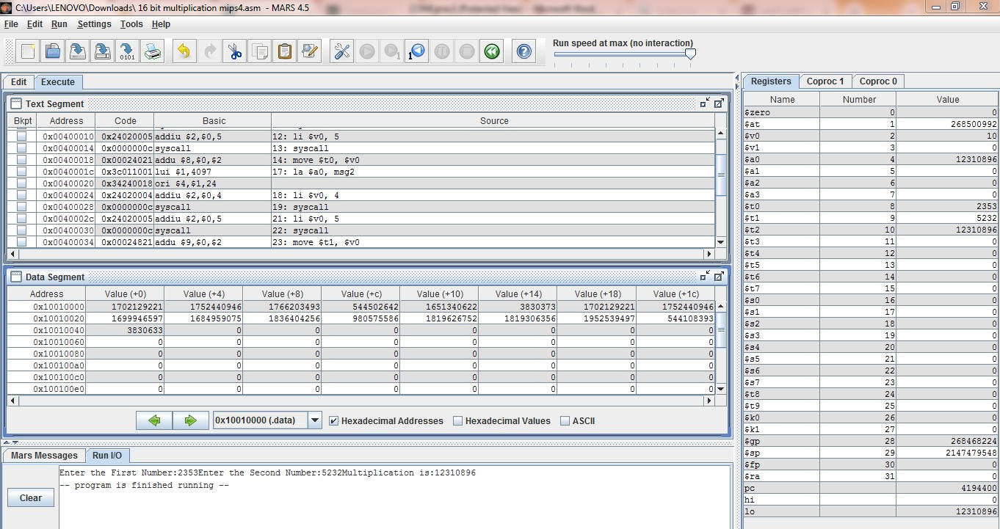 C:\Users\LENOVO\Downloads\ 16 bit multiplication mips4.asm - MARS 4.5
File Edit Run Settings Tools Help
Run speed at max (no interaction)
Edit Execute
Text Segment
Bkpt Address Code Basic Source
0x00400010 0x24020005 addiu $2,$0,5 12: li $v0, 5
0x00400014 0x0000000c syscall 13: syscall
0x00400018 0x00024021 addu $8,$0,$2 14: move $t0, $v0
0x0040001c 0x3c011001 lui $1,4097 17: la $a0, msg2
0x00400020 0x34240018 ori $4,$1,24
0x00400024 0x24020004 addiu $2,$0,4 18: li $v0, 4
0x00400028 0x0000000c syscall 19: syscall
0x0040002c 0x24020005 addiu $2,$0,5 21: li $v0, 5
0x00400030 0x0000000c syscall 22: syscall
0x00400034 0x00024821 addu $9,$0,$2 23: move $t1, $v0
Data Segment
Address Value (+0) Value (+4) Value (+8) Value (+c) Value (+10) Value (+14) Value (+18) Value (+1c)
0x10010000 1702129221 1752440946 1766203493 544502642 1651340622 3830373 1702129221 1752440946
0x10010020 1699946597 1684959075 1836404256 980575586 1819626752 1819306356 1952539497 544108393
0x10010040 3830633 0 0 0 0 0 0 0
0x10010060 0 0 0 0 0 0 0 0
0x10010080 0 0 0 0 0 0 0 0
0x100100a0 0 0 0 0 0 0 0 0
0x100100c0 0 0 0 0 0 0 0 0
0x100100e0 0 0 0 0 0 0 0 0
0x10010000 (.data) Hexadecimal Addresses Hexadecimal Values ASCII
Mars Messages Run I/O
Enter the First Number:2353Enter the Second Number:5232Multiplication is:12310896
-- program is finished running --
Clear
Registers Coproc 1 Coproc 0
Name Number Value
$zero 0 0
$at 1 268500992
$v0 2 10
$v1 3 0
$a0 4 12310896
$a1 5 0
$a2 6 0
$a3 7 0
$t0 8 2353
$t1 9 5232
$t2 10 12310896
$t3 11 0
$t4 12 0
$t5 13 0
$t6 14 0
$t7 15 0
$s0 16 0
$s1 17 0
$s2 18 0
$s3 19 0
$s4 20 0
$s5 21 0
$s6 22 0
$s7 23 0
$t8 24 0
$t9 25 0
$k0 26 0
$k1 27 0
$gp 28 268468224
$sp 29 2147479548
$fp 30 0
$ra 31 0
pc 4194400
hi 0
lo 12310896